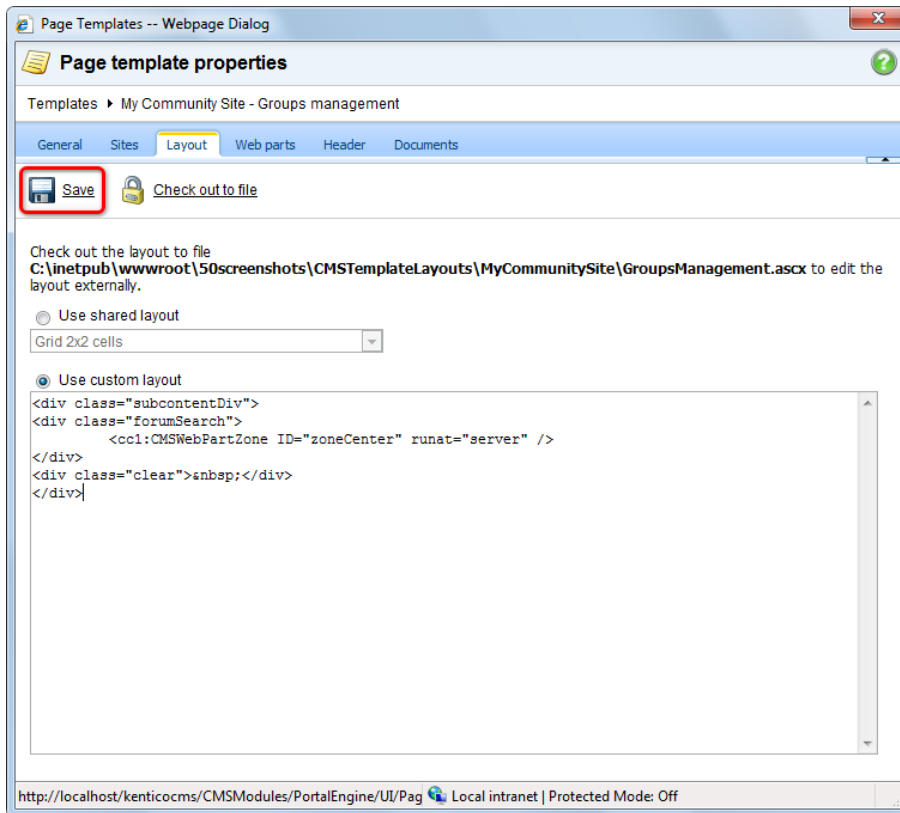 Page Templates -- Webpage Dialog
x
Page template properties
?
Templates My Community Site - Groups management
General Sites Layout Web parts Header Documents
Save Check out to file
Check out the layout to file
C:\inetpub\wwwroot\50screenshots\CMSTemplateLayouts\MyCommunitySite\GroupsManagement.ascx to edit the
layout externally.
Use shared layout
Grid 2x2 cells
Use custom layout
<div class="subcontentDiv">
<div class="forumSearch">
<cc1:CMSWebPartZone ID="zoneCenter" runat="server" />
</div>
<div class="clear">&nbsp;</div>
</div>
http://localhost/kenticocms/CMSModules/PortalEngine/UI/Pag Local intranet | Protected Mode: Off